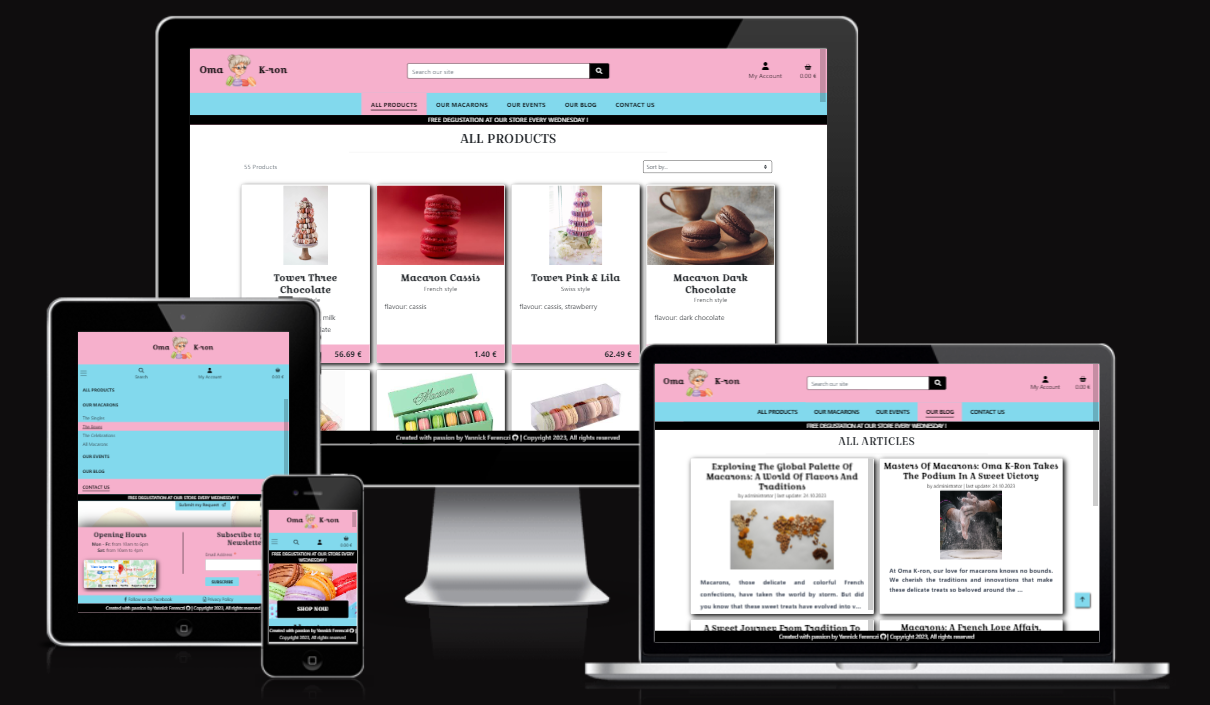 Oma K-ron
Search our site
My Account
0.00 €
ALL PRODUCTS
OUR MACARONS
OUR EVENTS
OUR BLOG
CONTACT US
FREE DEGUSTATION AT OUR STORE EVERY WEDNESDAY !
ALL PRODUCTS
55 Products
Sort by...
Tower Three
Chocolate
milk
56.69 €
Macaron Cassis
French style
flavour: cassis
1.40 €
Tower Pink & Lila
Swiss style
flavour: cassis, strawberry
62.49 €
Macaron Dark
Chocolate
French style
flavour: dark chocolate
Created with passion by Yannick Ferenczi | Copyright 2023, All rights reserved
Oma K-ron
Search
My Account
0.00 €
ALL PRODUCTS
OUR MACARONS
The Singles
The Boxes
The Celebrations
All Macarons
OUR EVENTS
OUR BLOG
CONTACT US
FREE DEGUSTATION AT OUR STORE EVERY WEDNESDAY !
Submit my Request
Opening Hours
Mon - Fri: from 10am to 6pm
Sat: from 10am to 4pm
Subscribe to
Newslette
Email Address *
SUBSCRIBE
Follow us on Facebook
Privacy Policy
Created with passion by Yannick Ferenczi | Copyright 2023, All rights reserved
Oma K-ron
0.00 €
FREE DEGUSTATION AT OUR STORE EVERY
WEDNESDAY !
SHOP NOW
Created with passion by Yannick Ferenczi |
Copyright 2023, All rights reserved
Oma K-ron
Search our site
My Account
0.00 €
ALL PRODUCTS
OUR MACARONS
OUR EVENTS
OUR BLOG
CONTACT US
FREE DEGUSTATION AT OUR STORE EVERY WEDNESDAY !
ALL ARTICLES
Exploring The Global Palette Of
Macarons: A World Of Flavors And
Traditions
by administrator | last update: 24.10.2023
Macarons, those delicate and colorful French
confections, have taken the world by storm. But did
you know that these sweet treats have evolved into v...
Masters Of Macarons: Oma K-Ron Takes
The Podium In A Sweet Victory
by administrator | last update: 21.10.2023
At Oma K-ron, our love for macarons knows no bounds.
We cherish the traditions and innovations that make
these delicate treats so beloved around the ...
A Sweet Journey From Tradition To
Macarons: A French Love Affair,
Created with passion by Yannick Ferenczi | Copyright 2023, All rights reserved